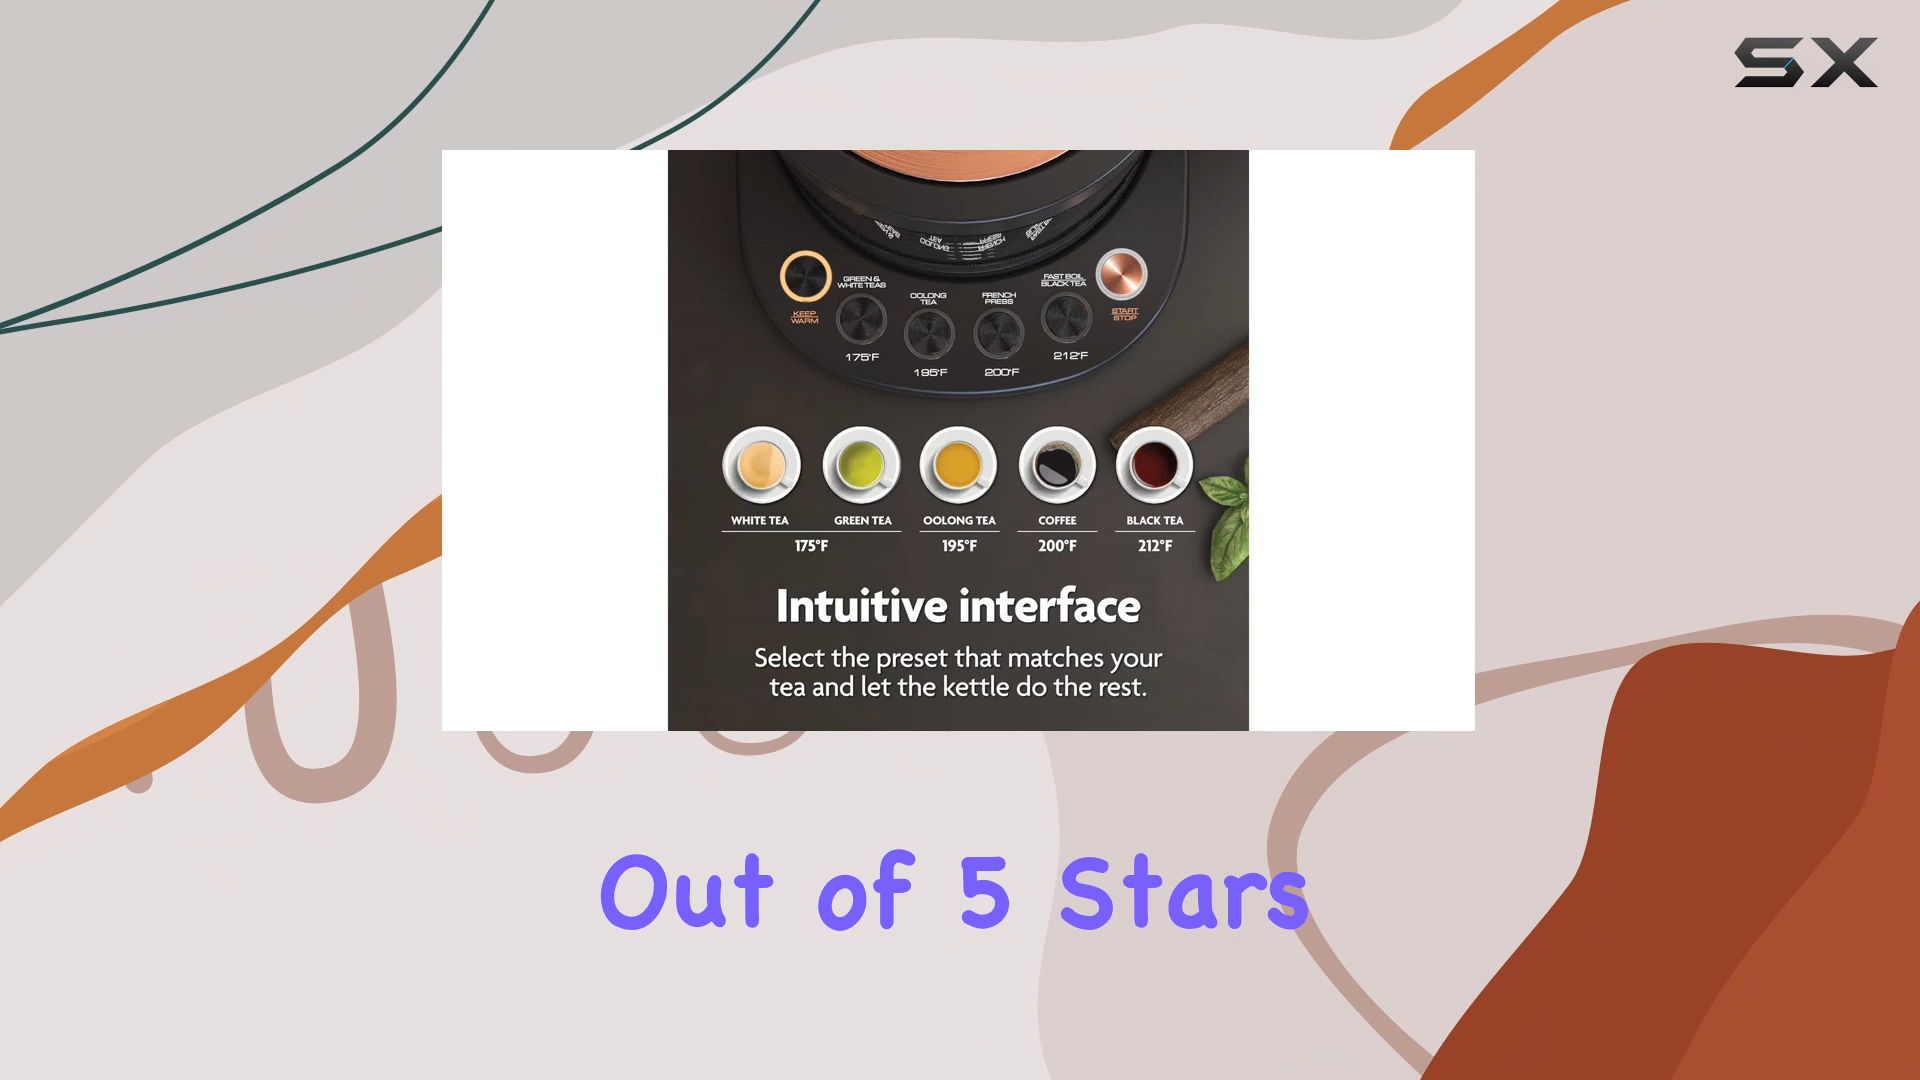 SX
GREEN &
WHITE TEAS
OOLONG
TEA
FRENCH
PRESS
FAST BOIL
BLACK TEA
KEEP
WARM
START
STOP
175°F
195°F
200°F
212°F
WHITE TEA GREEN TEA OOLONG TEA COFFEE BLACK TEA
175°F 195°F 200°F 212°F
Intuitive interface
Select the preset that matches your
tea and let the kettle do the rest.
Out of 5 Stars